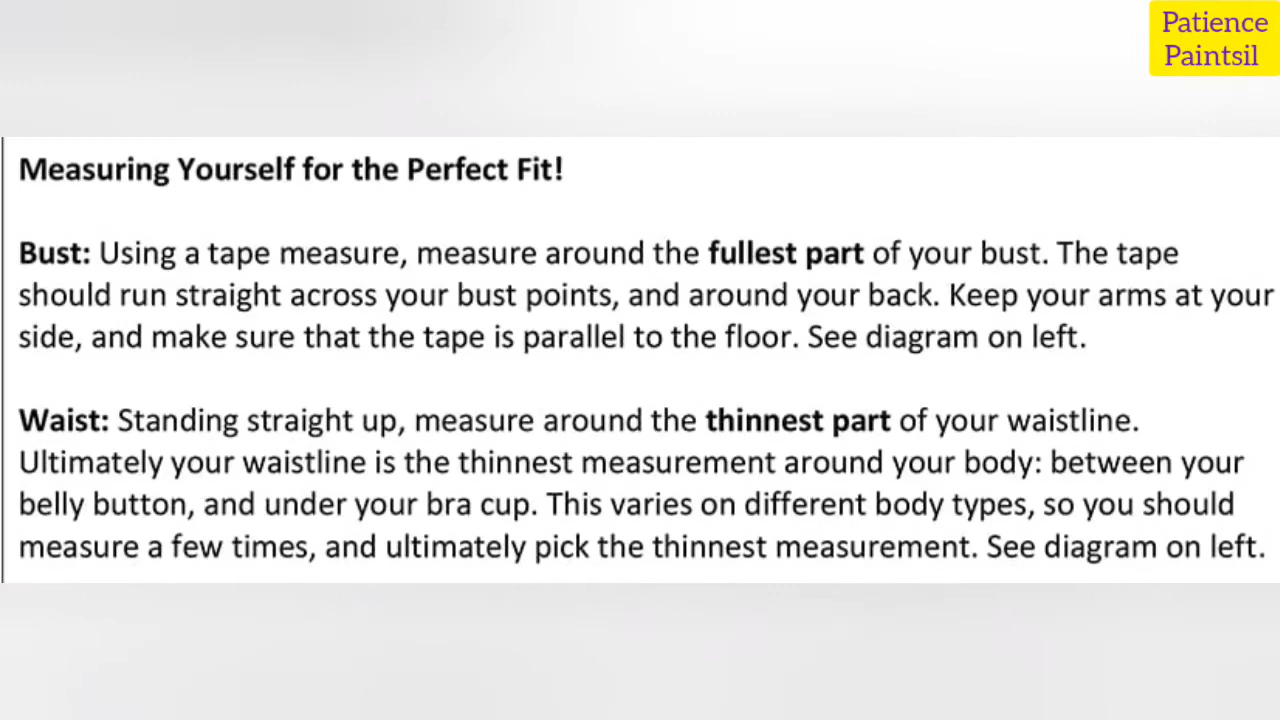 Patience
Paintsil
Measuring Yourself for the Perfect Fit!
Bust: Using a tape measure, measure around the fullest part of your bust. The tape
should run straight across your bust points, and around your back. Keep your arms at your
side, and make sure that the tape is parallel to the floor. See diagram on left.
Waist: Standing straight up, measure around the thinnest part of your waistline.
Ultimately your waistline is the thinnest measurement around your body: between your
belly button, and under your bra cup. This varies on different body types, so you should
measure a few times, and ultimately pick the thinnest measurement. See diagram on left.